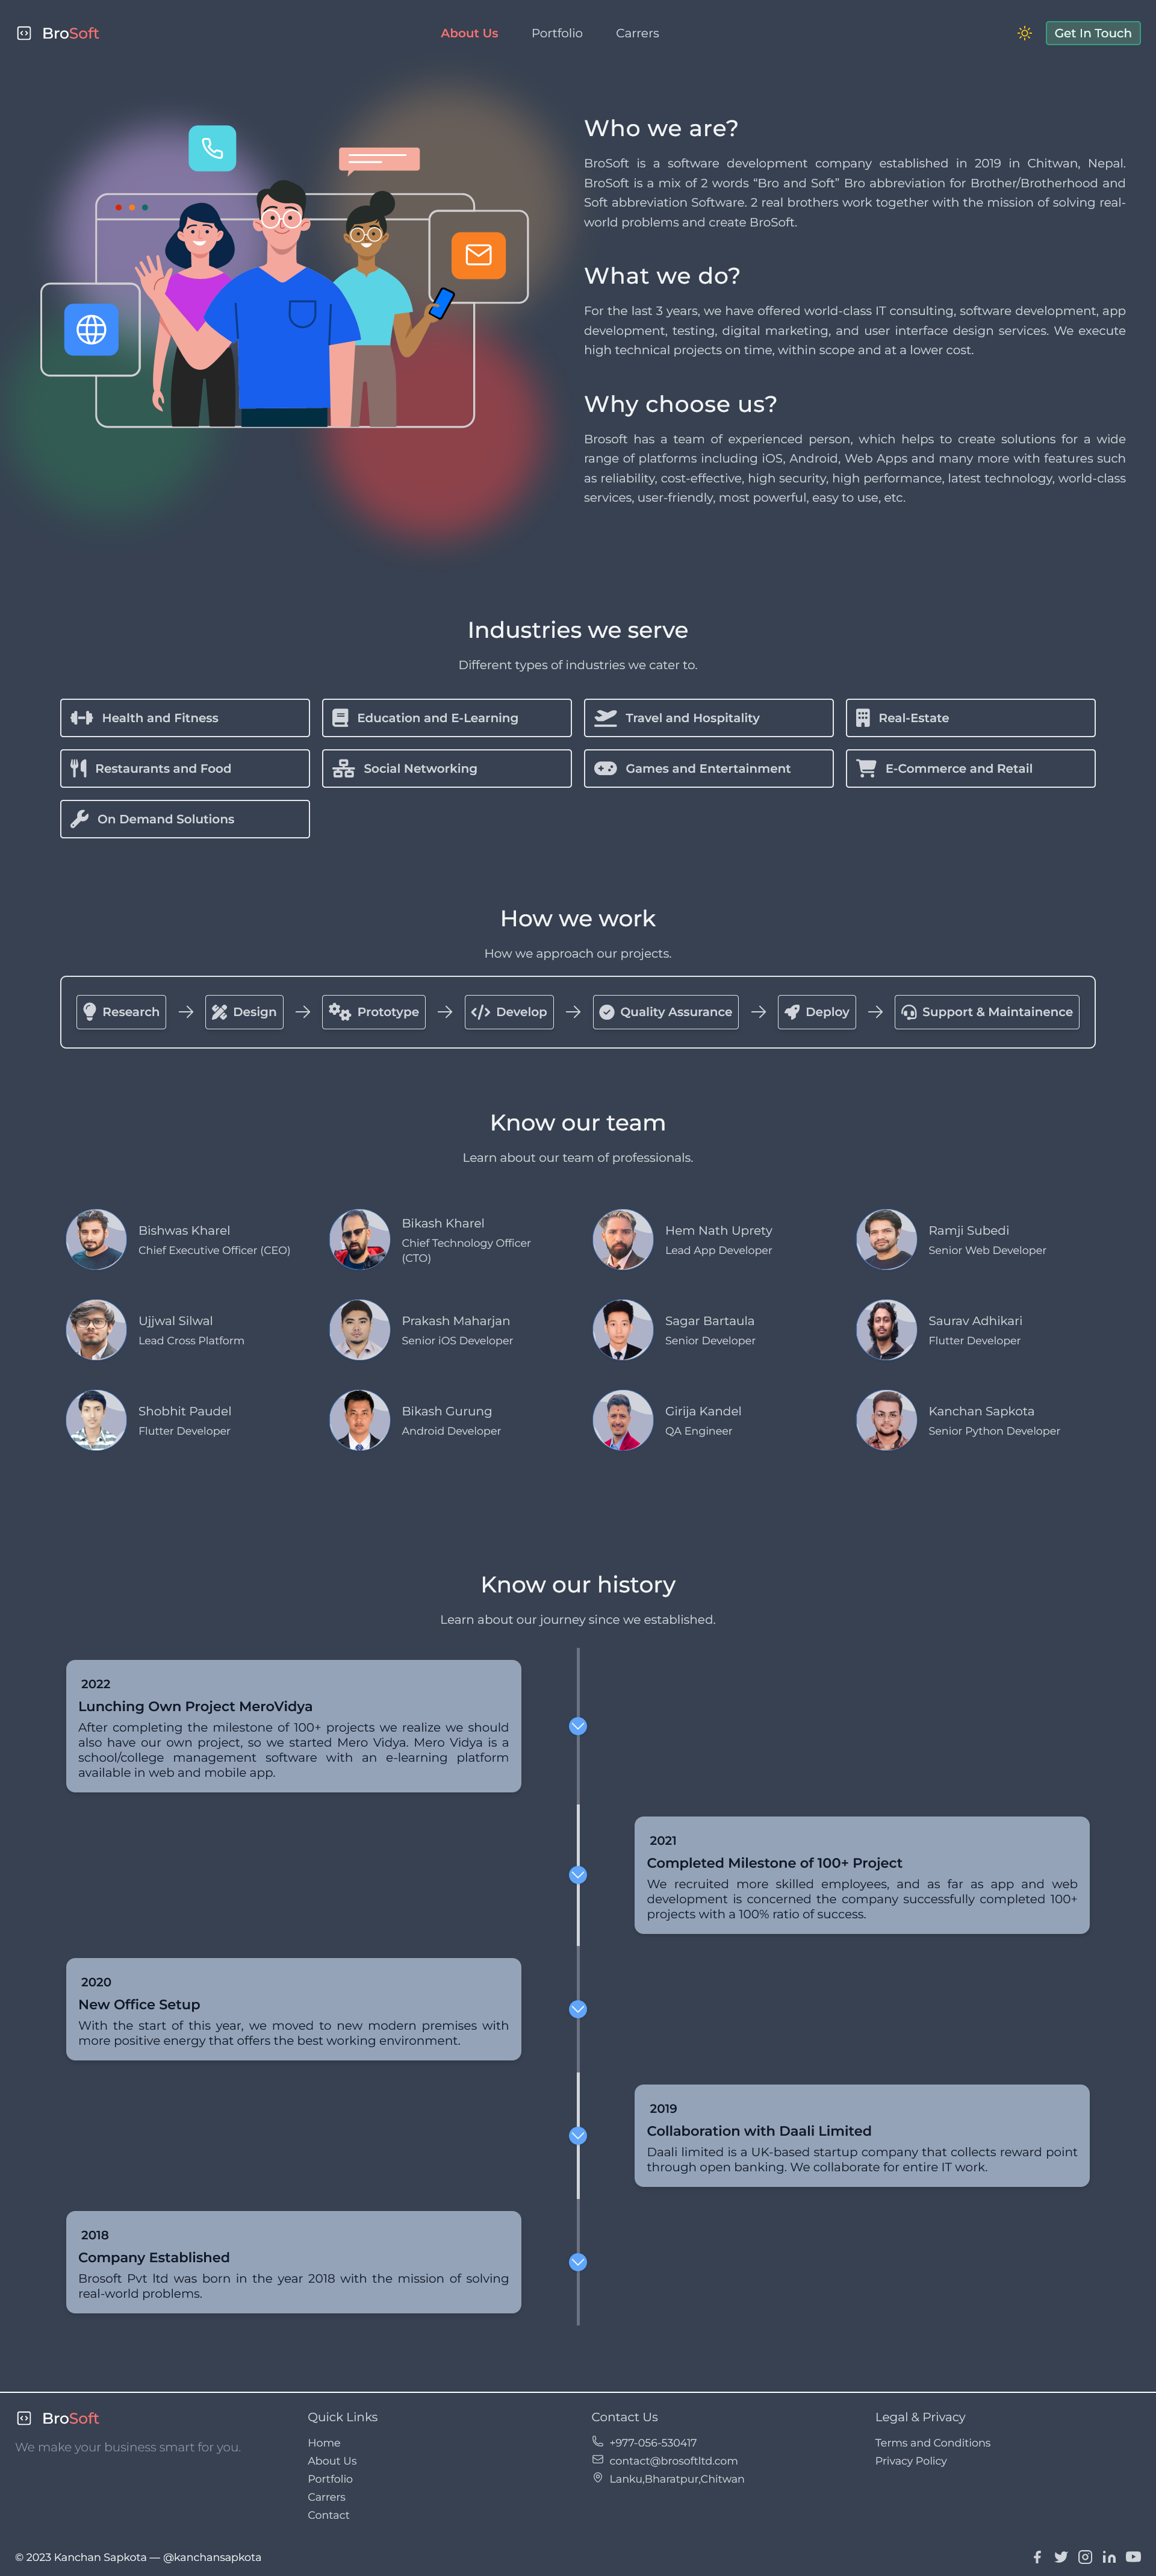 BroSoft
About Us
Portfolio
Carrers
Get In Touch
Who we are?
BroSoft is a software development company established in 2019 in Chitwan, Nepal.
BroSoft is a mix of 2 words “Bro and Soft” Bro abbreviation for Brother/Brotherhood and
Soft abbreviation Software. 2 real brothers work together with the mission of solving real-
world problems and create BroSoft.
What we do?
For the last 3 years, we have offered world-class IT consulting, software development, app
development, testing, digital marketing, and user interface design services. We execute
high technical projects on time, within scope and at a lower cost.
Why choose us?
Brosoft has a team of experienced person, which helps to create solutions for a wide
range of platforms including iOS, Android, Web Apps and many more with features such
as reliability, cost-effective, high security, high performance, latest technology, world-class
services, user-friendly, most powerful, easy to use, etc.
Industries we serve
Different types of industries we cater to.
Health and Fitness
Education and E-Learning
Travel and Hospitality
Real-Estate
Restaurants and Food
Social Networking
Games and Entertainment
E-Commerce and Retail
On Demand Solutions
How we work
How we approach our projects.
Research
Design
Prototype
Develop
Quality Assurance
Deploy
Support & Maintainence
Know our team
Learn about our team of professionals.
Bishwas Kharel
Chief Executive Officer (CEO)
Bikash Kharel
Chief Technology Officer
(CTO)
Hem Nath Uprety
Lead App Developer
Ramji Subedi
Senior Web Developer
Ujjwal Silwal
Lead Cross Platform
Prakash Maharjan
Senior iOS Developer
Sagar Bartaula
Senior Developer
Saurav Adhikari
Flutter Developer
Shobhit Paudel
Flutter Developer
Bikash Gurung
Android Developer
Girija Kandel
QA Engineer
Kanchan Sapkota
Senior Python Developer
Know our history
Learn about our journey since we established.
2022
Lunching Own Project MeroVidya
After completing the milestone of 100+ projects we realize we should
also have our own project, so we started Mero Vidya. Mero Vidya is a
school/college management software with an e-learning platform
available in web and mobile app.
2021
Completed Milestone of 100+ Project
We recruited more skilled employees, and as far as app and web
development is concerned the company successfully completed 100+
projects with a 100% ratio of success.
2020
New Office Setup
With the start of this year, we moved to new modern premises with
more positive energy that offers the best working environment.
2019
Collaboration with Daali Limited
Daali limited is a UK-based startup company that collects reward point
through open banking. We collaborate for entire IT work.
2018
Company Established
Brosoft Pvt ltd was born in the year 2018 with the mission of solving
real-world problems.
BroSoft
We make your business smart for you.
Quick Links
Home
About Us
Portfolio
Carrers
Contact
Contact Us
+977-056-530417
contact@brosoftltd.com
Lanku,Bharatpur,Chitwan
Legal & Privacy
Terms and Conditions
Privacy Policy
© 2023 Kanchan Sapkota — @kanchansapkota